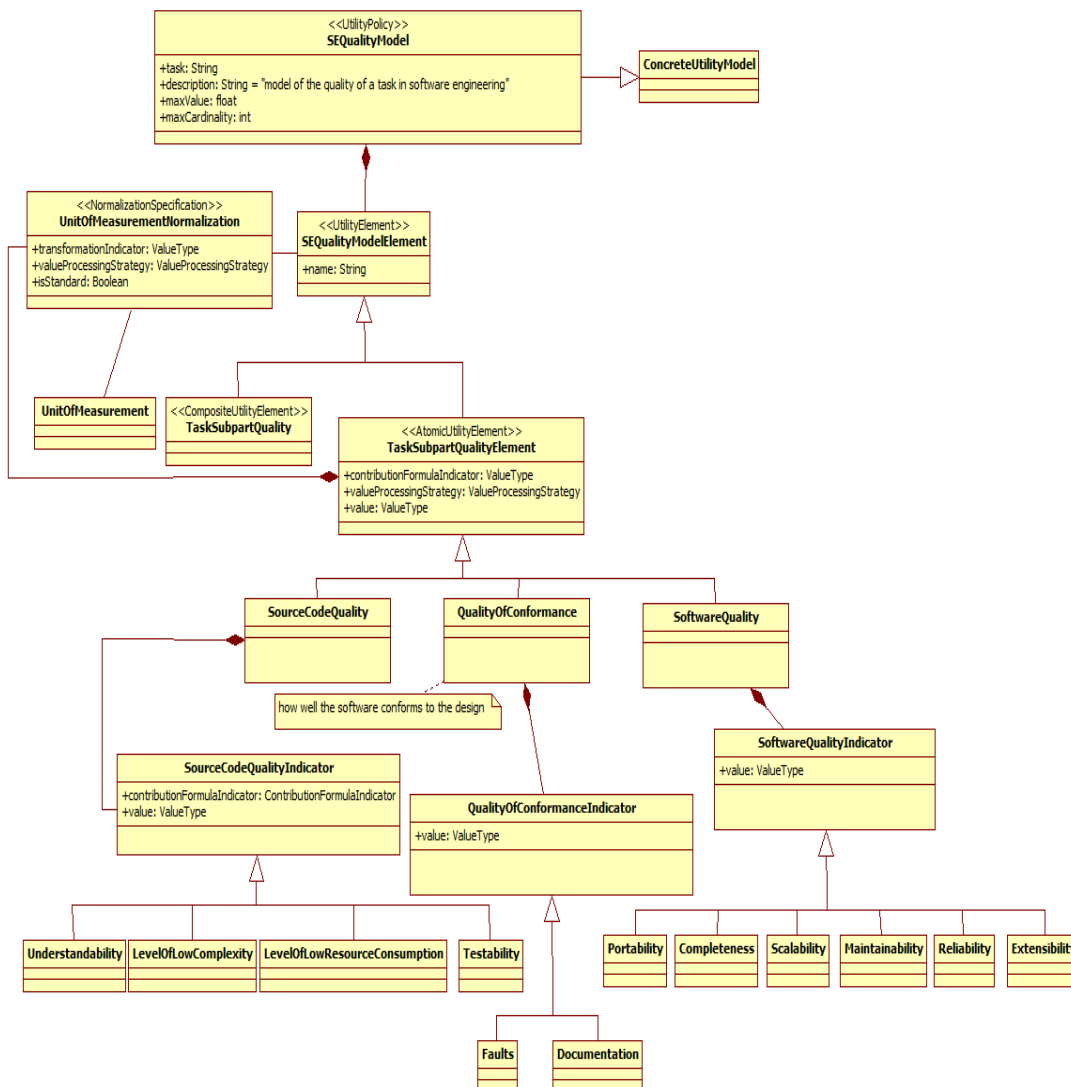 <<UtilityPolicy>>
SEQualityModel
+task: String
+description: String = "model of the quality of a task in software engineering"
+maxValue: float
+maxCardinality: int
ConcreteUtilityModel
<<NormalizationSpecification>>
UnitOfMeasurementNormalization
+transformationIndicator: ValueType
+valueProcessingStrategy: ValueProcessingStrategy
+isStandard: Boolean
<<UtilityElement>>
SEQualityModelElement
+name: String
UnitOfMeasurement
<<CompositeUtilityElement>>
TaskSubpartQuality
<<AtomicUtilityElement>>
TaskSubpartQualityElement
+contributionFormulaIndicator: ValueType
+valueProcessingStrategy: ValueProcessingStrategy
+value: ValueType
SourceCodeQuality
QualityOfConformance
SoftwareQuality
how well the software conforms to the design
SourceCodeQualityIndicator
+contributionFormulaIndicator: ContributionFormulaIndicator
+value: ValueType
QualityOfConformanceIndicator
+value: ValueType
SoftwareQualityIndicator
+value: ValueType
Understandability
LevelOfLowComplexity
LevelOfLowResourceConsumption
Testability
Portability
Completeness
Scalability
Maintainability
Reliability
Extensibility
Faults
Documentation